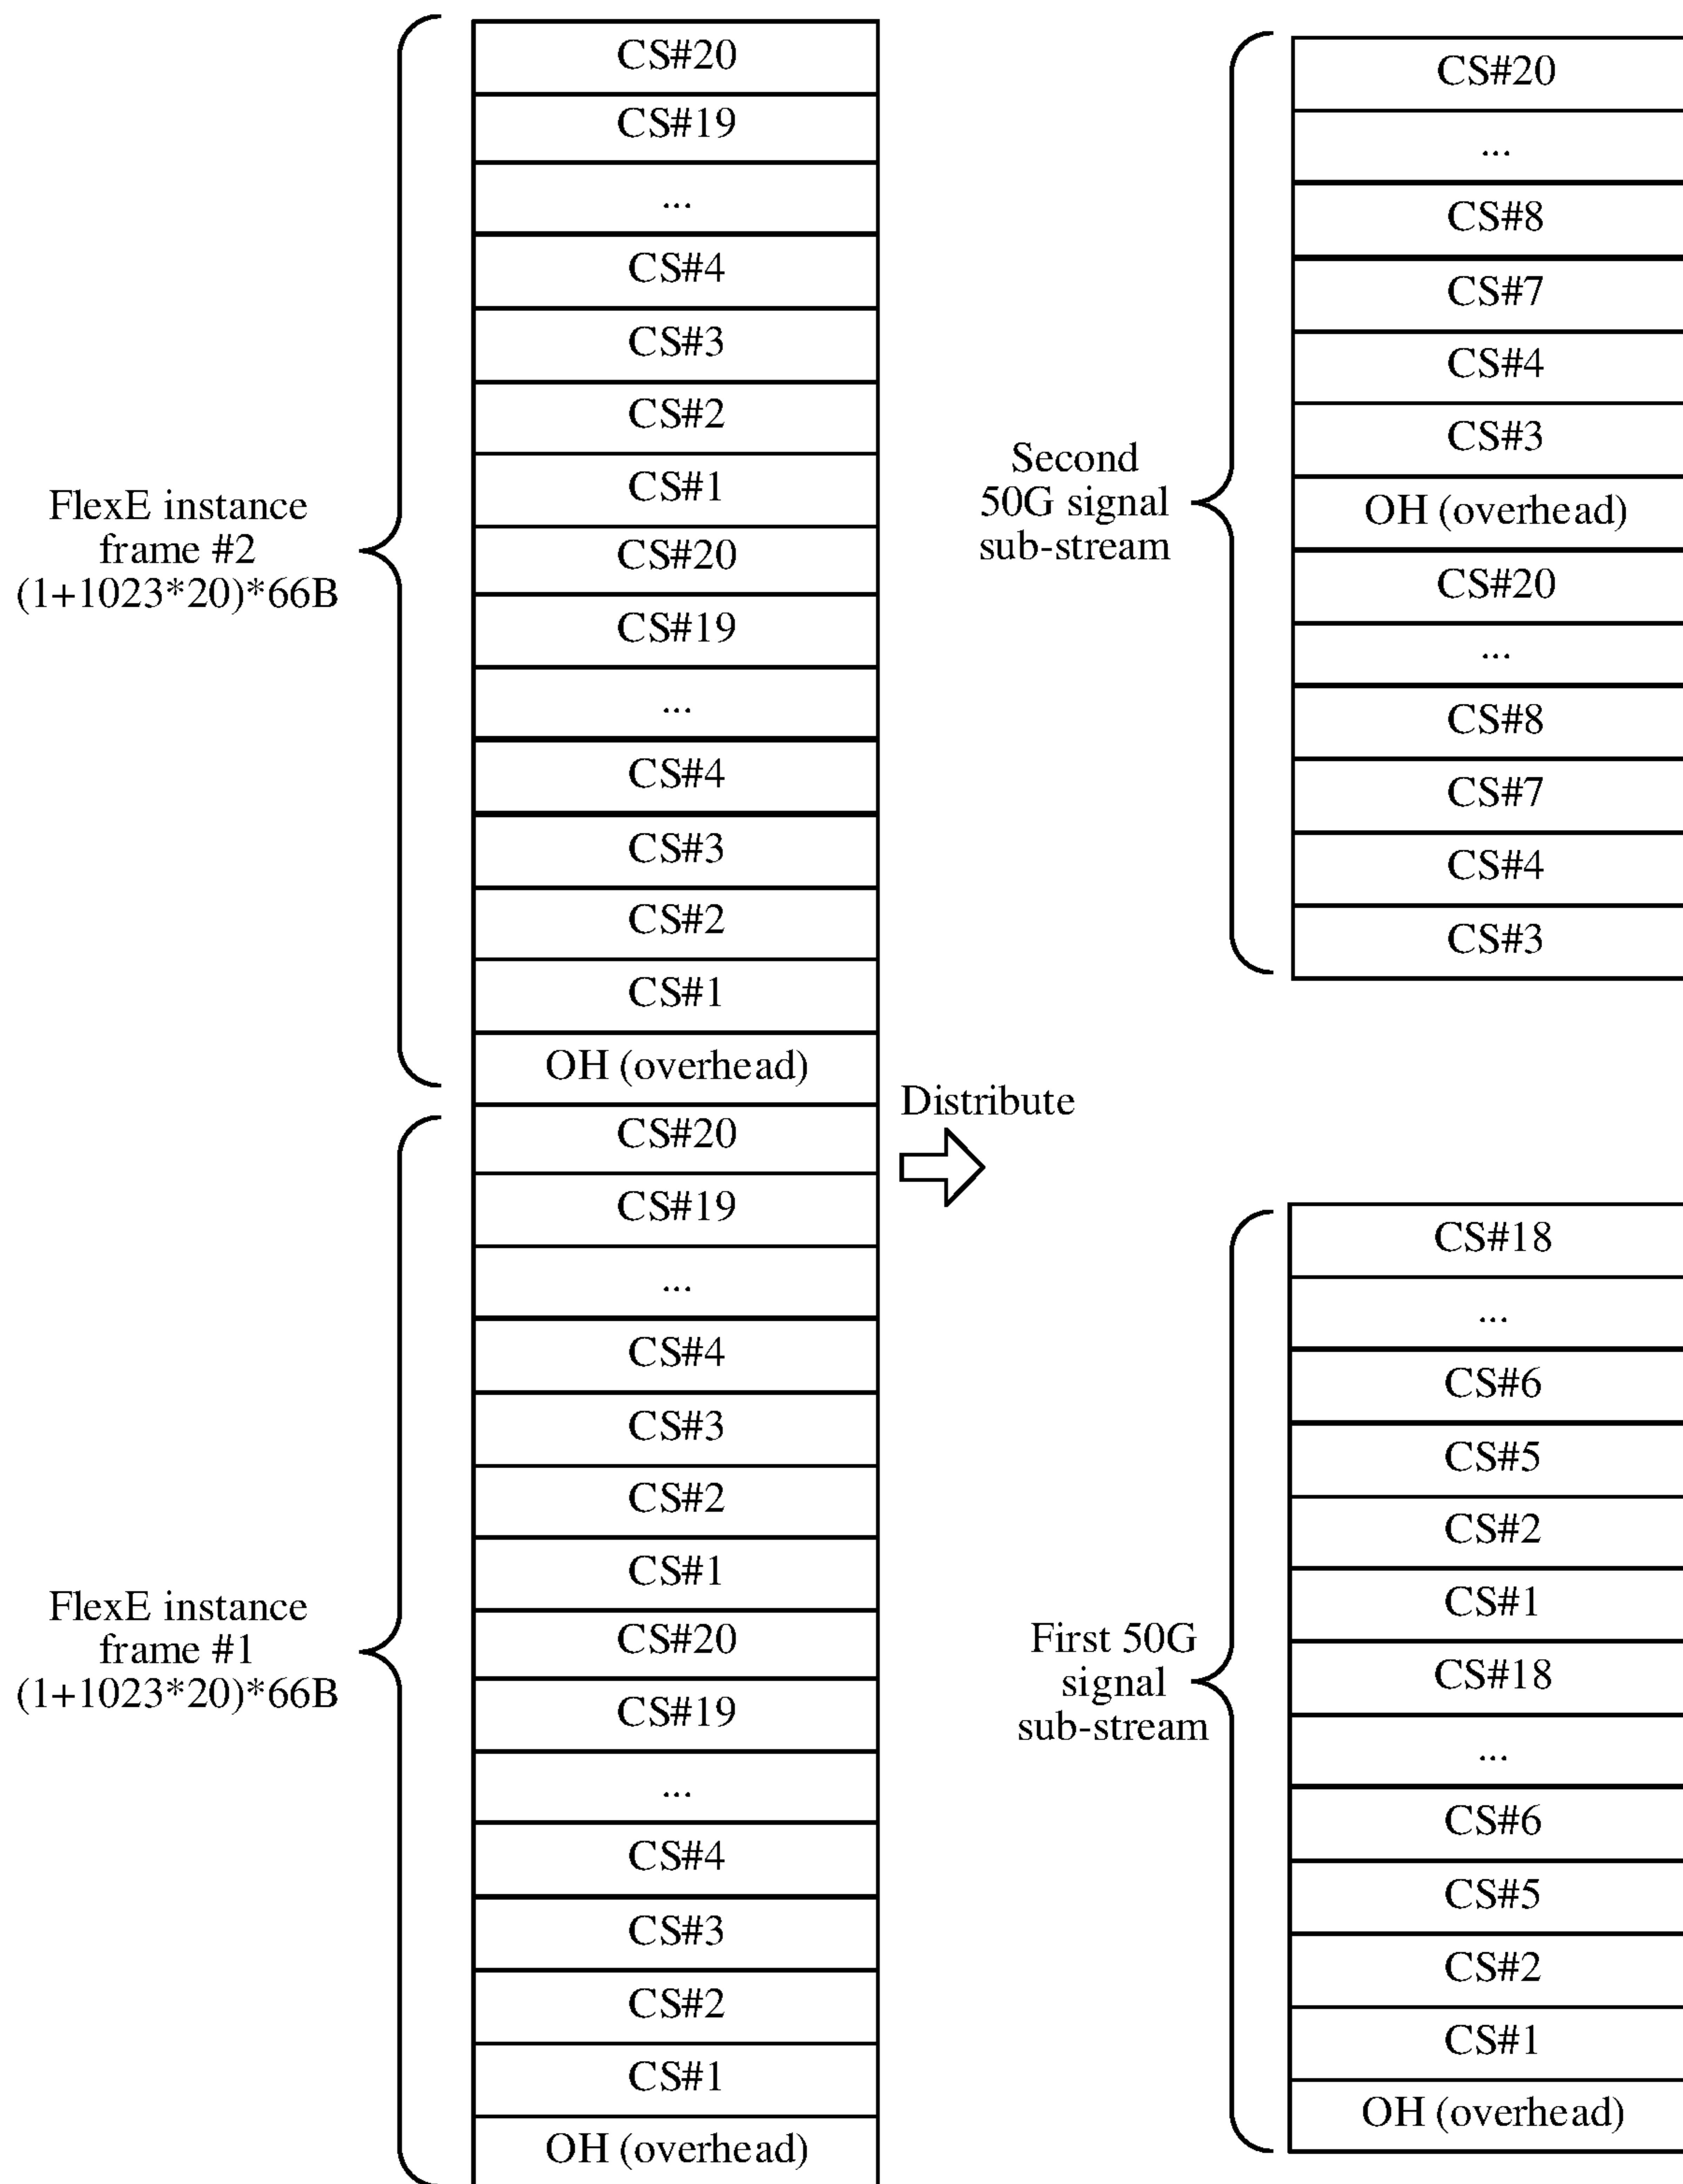 FlexE instance
frame #2
(1+1023*20)*66B
FlexE instance
frame #1
(1+1023*20)*66B
CS#20
CS#19
...
CS#4
CS#3
CS#2
CS#1
CS#20
CS#19
...
CS#4
CS#3
CS#2
CS#1
OH (overhead)
CS#20
CS#19
...
CS#4
CS#3
CS#2
CS#1
CS#20
CS#19
...
CS#4
CS#3
CS#2
CS#1
OH (overhead)
Distribute
Second
50G signal
sub-stream
CS#20
...
CS#8
CS#7
CS#4
CS#3
OH (overhead)
CS#20
...
CS#8
CS#7
CS#4
CS#3
First 50G
signal
sub-stream
CS#18
...
CS#6
CS#5
CS#2
CS#1
CS#18
...
CS#6
CS#5
CS#2
CS#1
OH (overhead)